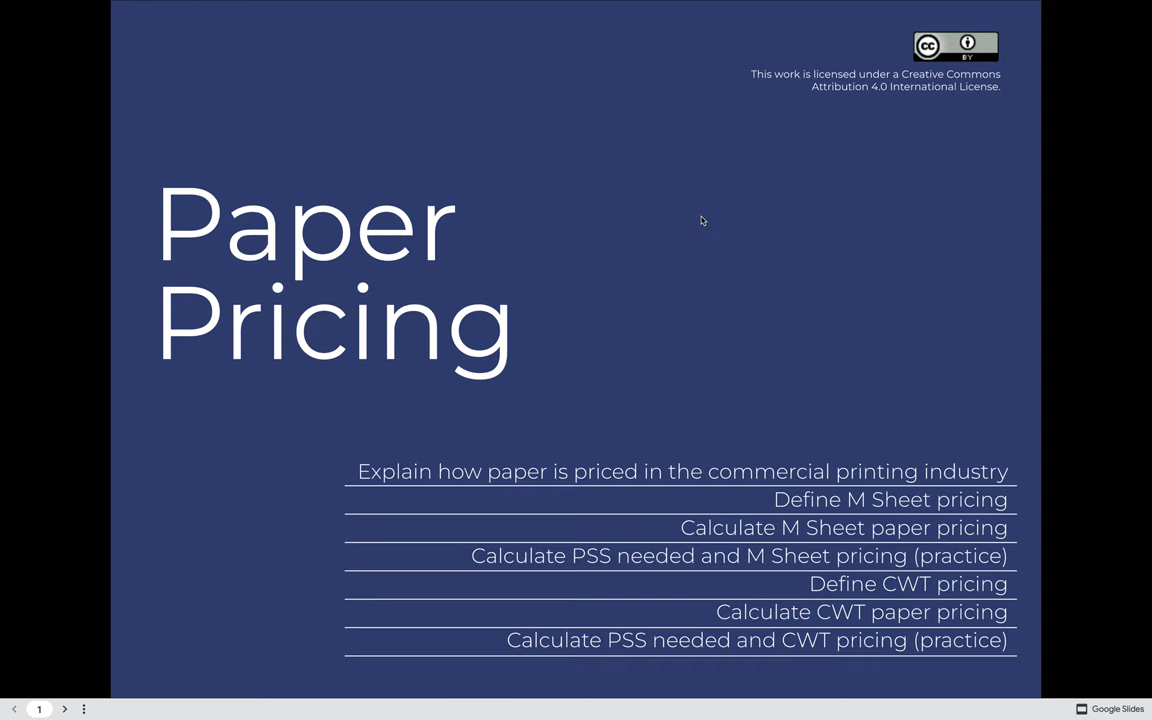 cc
BY
This work is licensed under a Creative Commons
Attribution 4.0 International License.
Paper
Pricing
Explain how paper is priced in the commercial printing industry
Define M Sheet pricing
Calculate M Sheet paper pricing
Calculate PSS needed and M Sheet pricing (practice)
Define CWT pricing
Calculate CWT paper pricing
Calculate PSS needed and CWT pricing (practice)
1
Google Slides